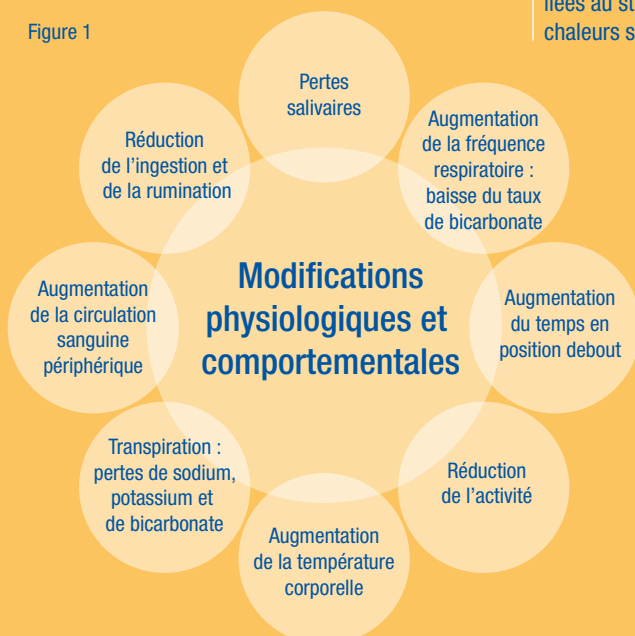 Figure 1
chaleurs s
Pertes
salivaires
Augmentation
de la fréquence
respiratoire :
baisse du taux
de bicarbonate
Augmentation
du temps en
position debout
Réduction
de l'activité
Augmentation
de la température
corporelle
Transpiration :
pertes de sodium,
potassium et
de bicarbonate
Augmentation
de la circulation
sanguine
périphérique
Réduction
de l'ingestion et
de la rumination
Modifications
physiologiques et
comportementales